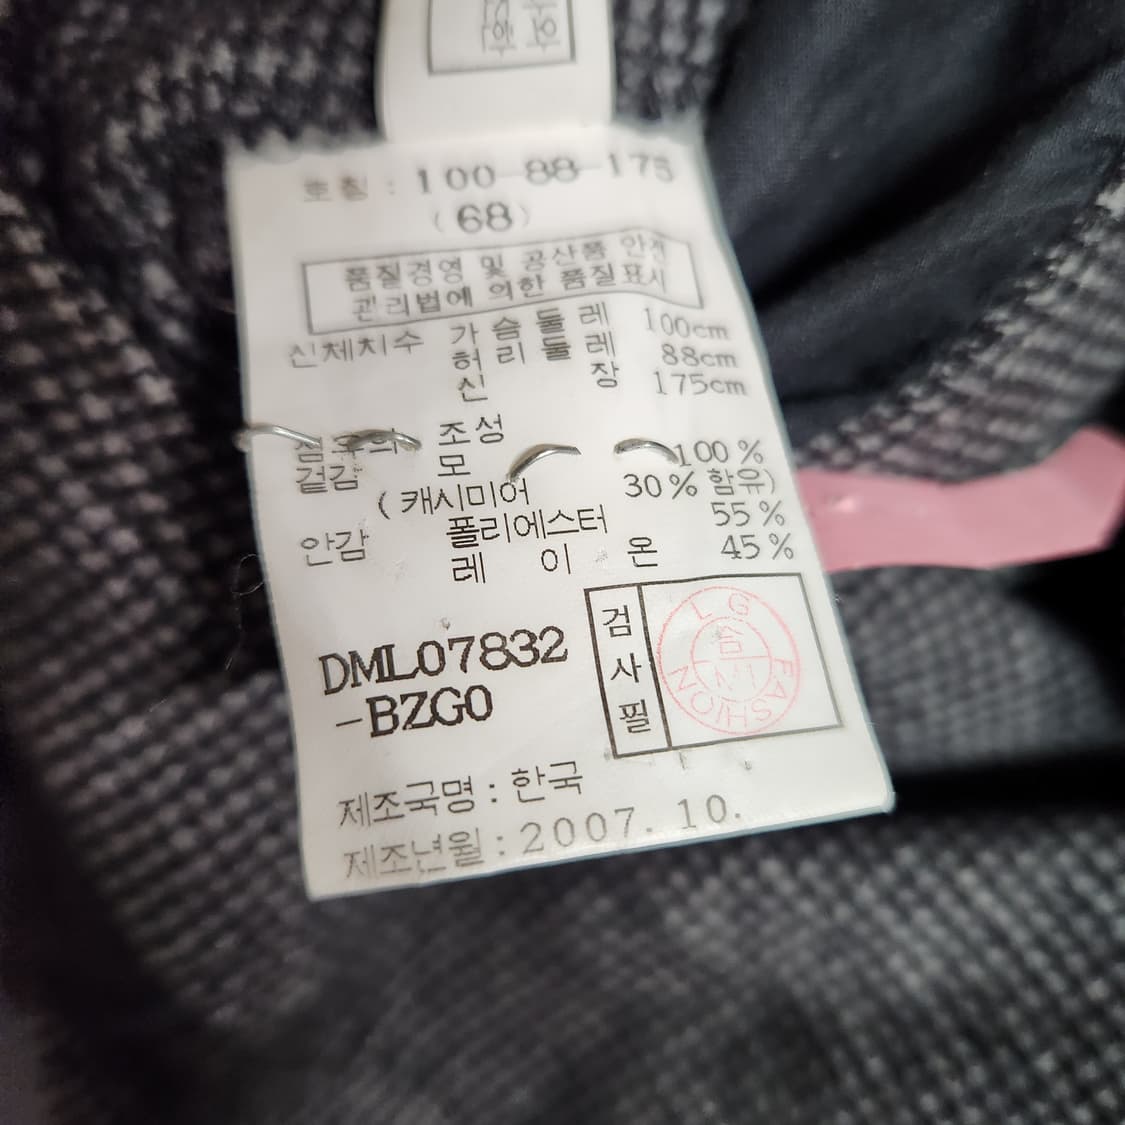 호칭 : 100-88-175
(68)
품질경영 및 공산품 안전
관리법에 의한 품질표시
신체치수 가슴둘레 100cm
허리둘레 88cm
신장 175cm
섬유의 조성
겉감 모 100%
(캐시미어 30% 함유)
안감 폴리에스터 55%
레이온 45%
DML07832
-BZG0
검사필
LG
FASHION
제조국명 : 한국
제조년월 : 2007. 10.